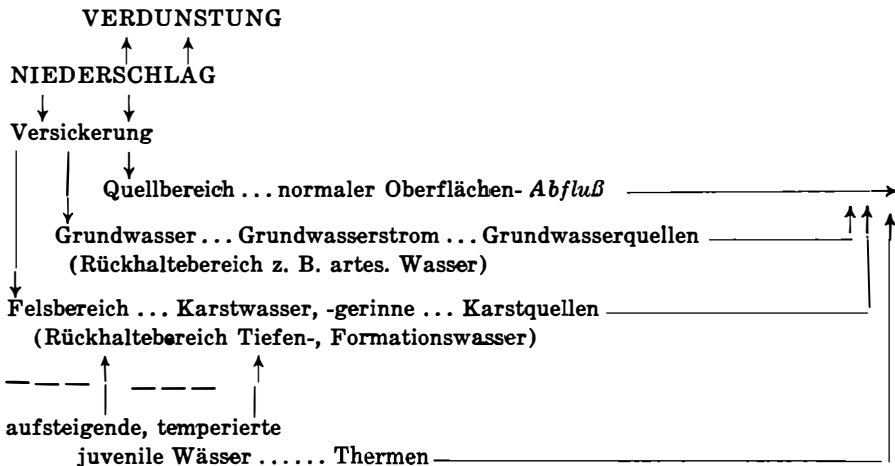 VERDUNSTUNG
NIEDERSCHLAG
Versickerung
Quellbereich ... normaler Oberflächen- Abfluß
Grundwasser ... Grundwasserstrom ... Grundwasserquellen
(Rückhaltebereich z. B. artes. Wasser)
Felsbereich ... Karstwasser, -gerinne ... Karstquellen
(Rückhaltebereich Tiefen-, Formationswasser)
aufsteigende, temperierte
juvenile Wässer ...... Thermen